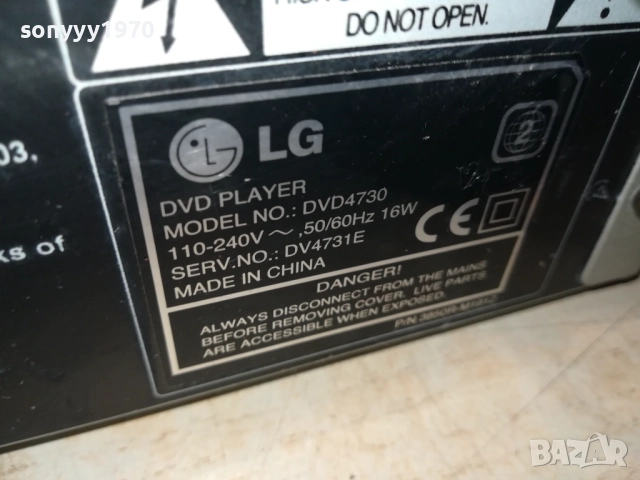 sonyyy1970
DO NOT OPEN.
03,
ks of
LG
2
DVD PLAYER
MODEL NO.: DVD4730
110-240V ～ ,50/60Hz 16W
SERV.NO.: DV4731E
MADE IN CHINA
CE
DANGER!
ALWAYS DISCONNECT FROM THE MAINS
BEFORE REMOVING COVER. LIVE PARTS
ARE ACCESSIBLE WHEN EXPOSED.
BAZAR
bg